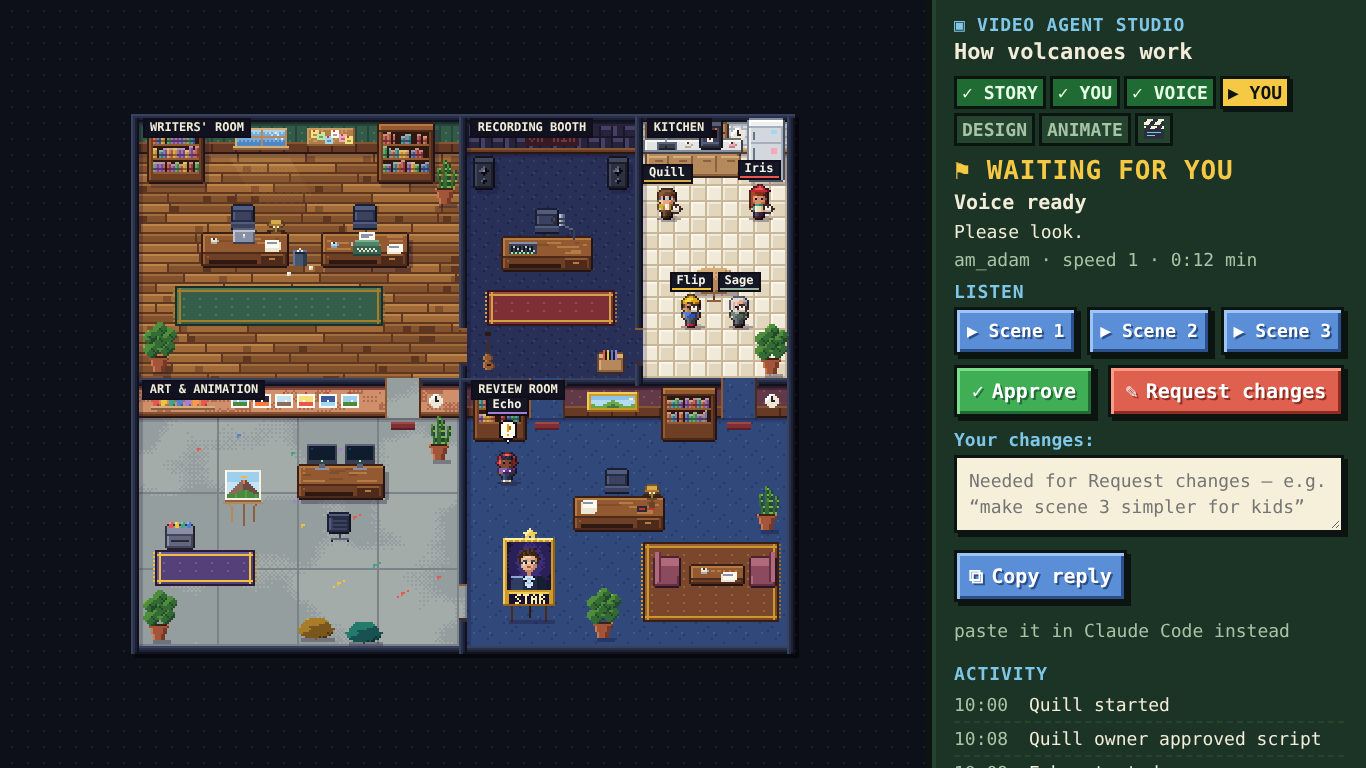 WRITERS' ROOM
RECORDING BOOTH
KITCHEN
Quill
Iris
Flip
Sage
ART & ANIMATION
REVIEW ROOM
Echo
STAR
▣ VIDEO AGENT STUDIO
How volcanoes work
✓ STORY ✓ YOU ✓ VOICE ▶ YOU
DESIGN ANIMATE
⚑ WAITING FOR YOU
Voice ready
Please look.
am_adam · speed 1 · 0:12 min
LISTEN
▶ Scene 1 ▶ Scene 2 ▶ Scene 3
✓ Approve ✎ Request changes
Your changes:
Needed for Request changes — e.g.
“make scene 3 simpler for kids”
⧉ Copy reply
paste it in Claude Code instead
ACTIVITY
10:00 Quill started
10:08 Quill owner approved script